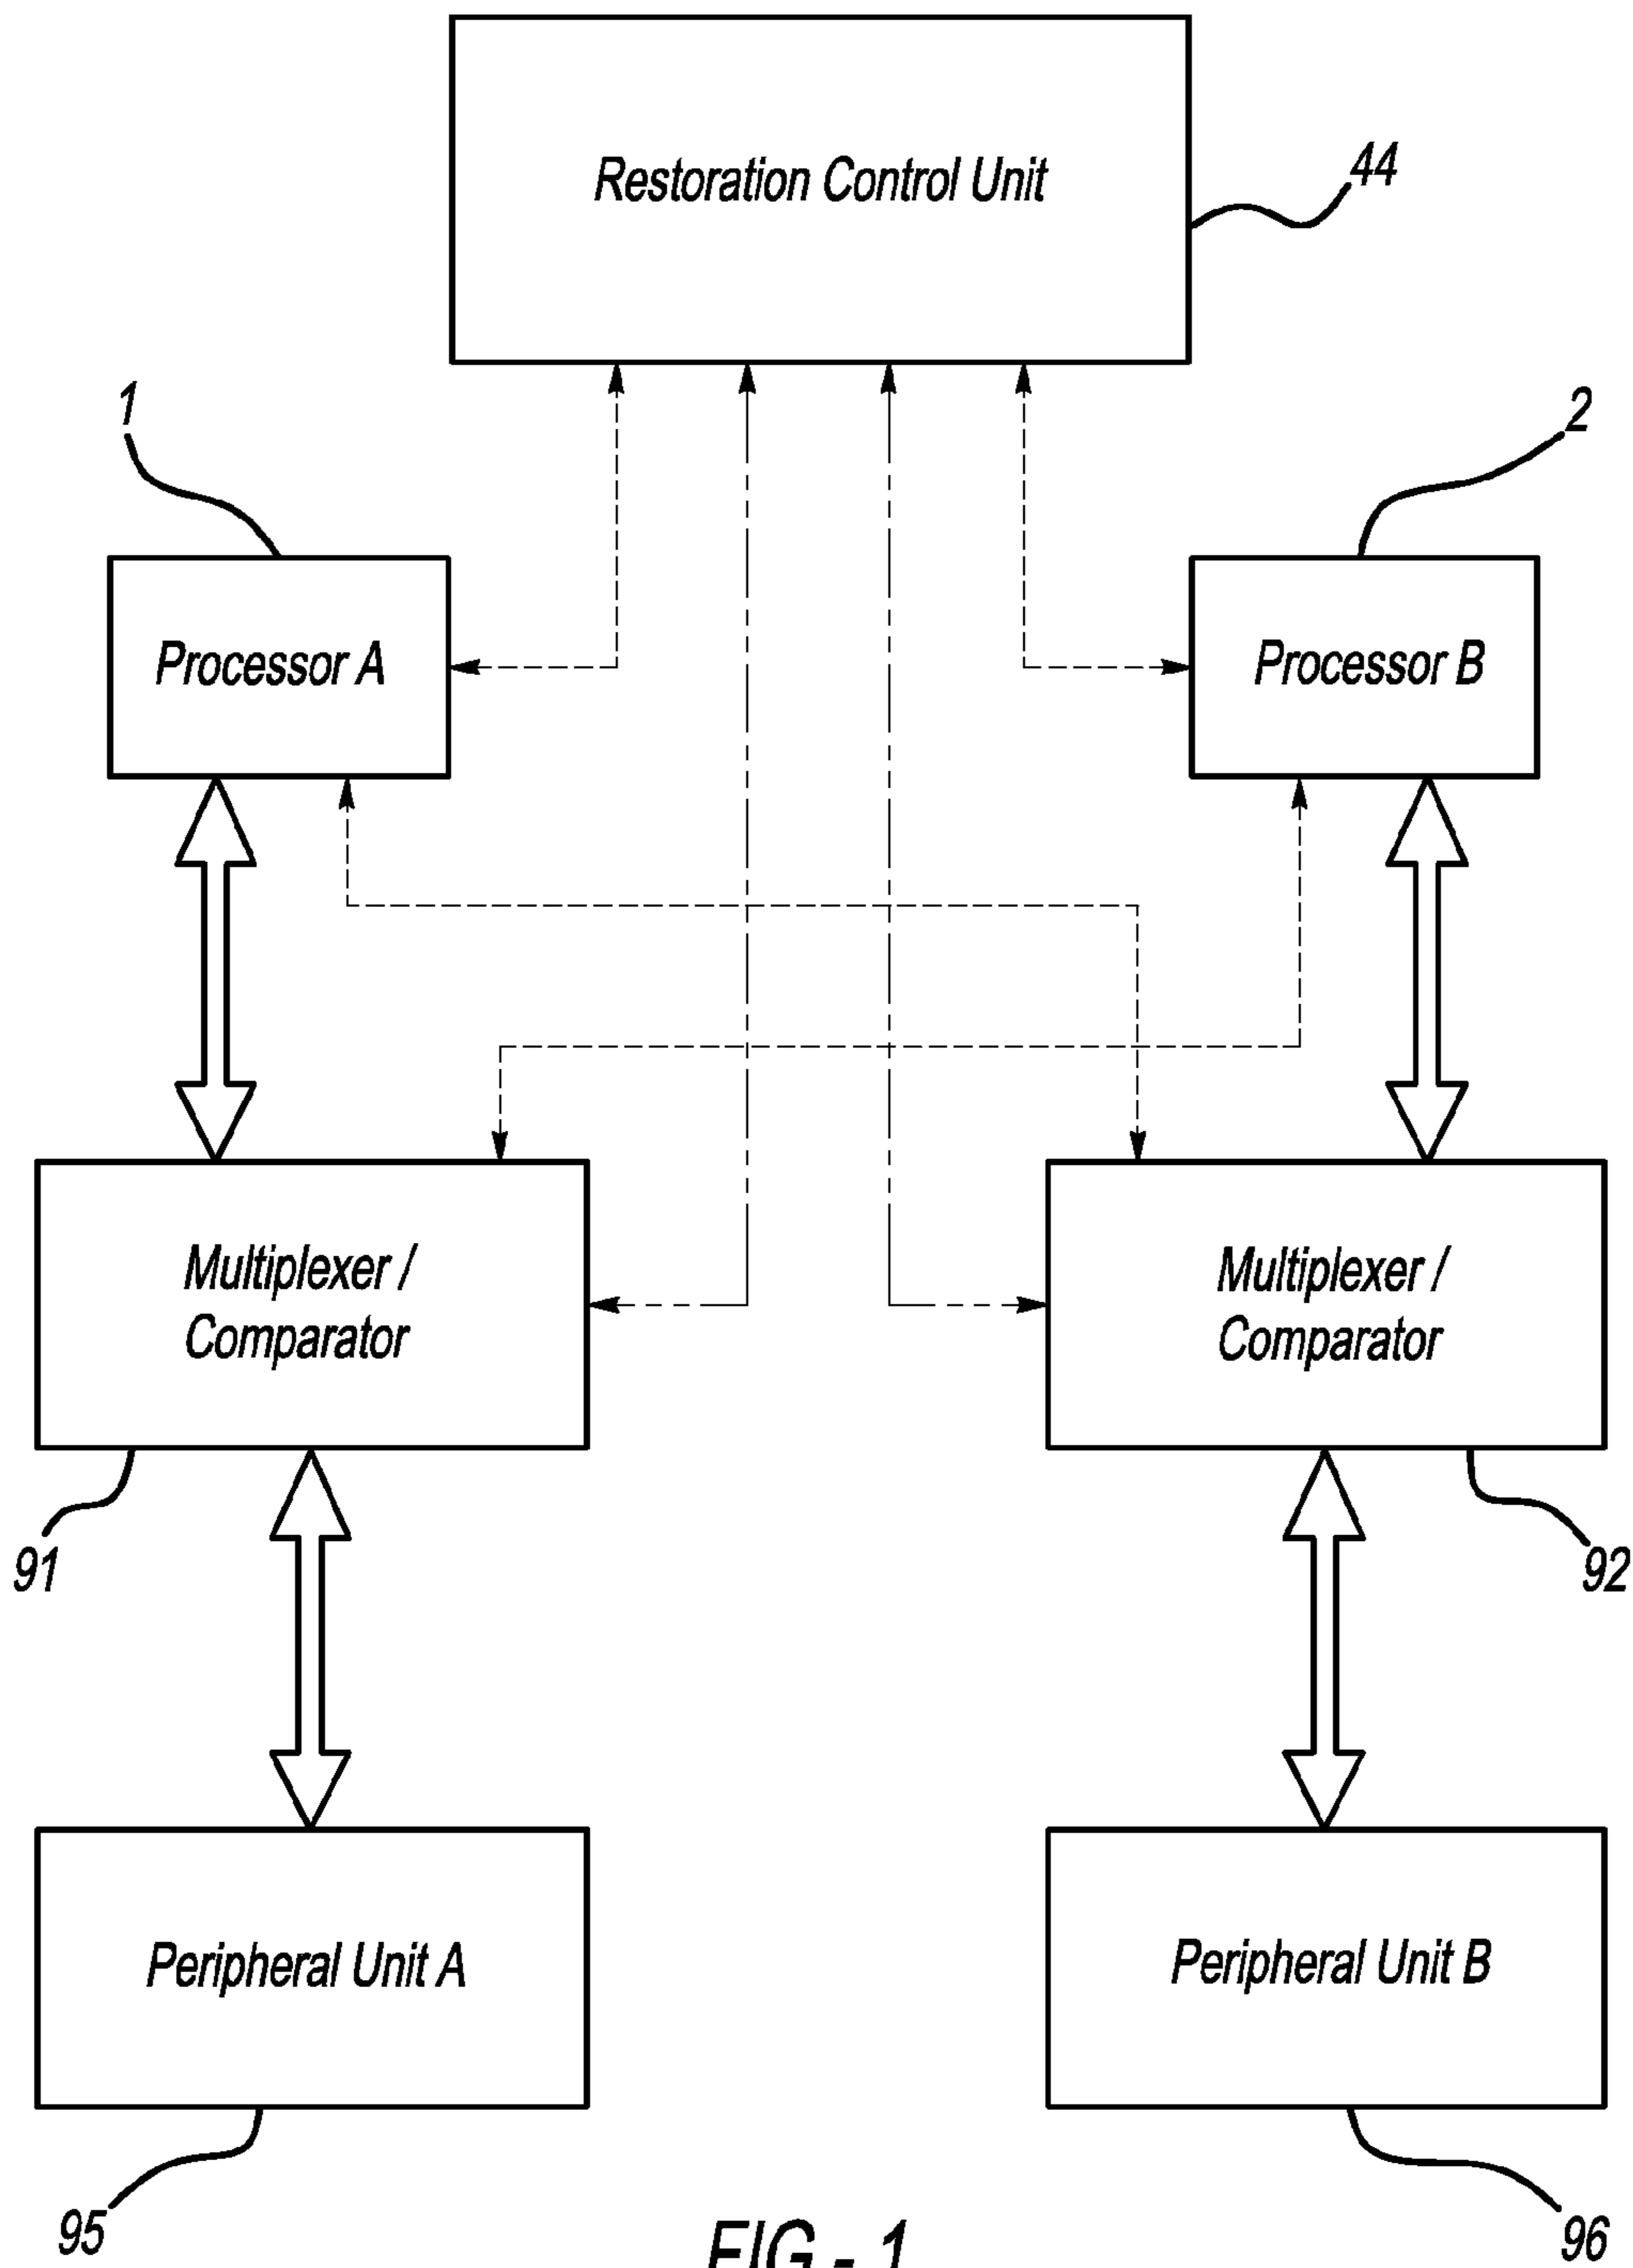 Restoration Control Unit
44
1
2
Processor A
Processor B
Multiplexer /
Comparator
Multiplexer /
Comparator
91
92
Peripheral Unit A
Peripheral Unit B
95
96
FIG - 1